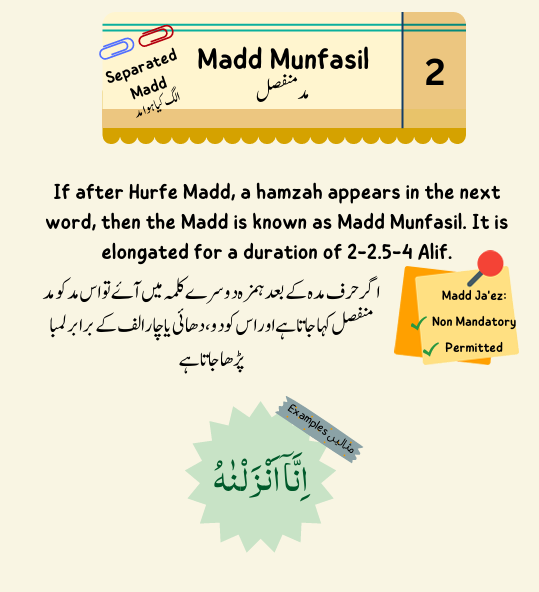 Separated
Madd
الگ کیا ہوا مد
Madd Munfasil
مد منفصل
2
If after Hurfe Madd, a hamzah appears in the next
word, then the Madd is known as Madd Munfasil. It is
elongated for a duration of 2-2.5-4 Alif.
اگر حرف مدہ کے بعد ہمزہ دوسرے کلمہ میں آئے تو اس مد کو مد
منفصل کہا جاتا ہے اور اس کو دو، دھائی یا چار الف کے برابر لمبا
پڑھا جاتا ہے
Madd Ja'ez:
Non Mandatory
Permitted
Examples مثالیں
اِنَّاۤ اَنْزَلْنٰهُ